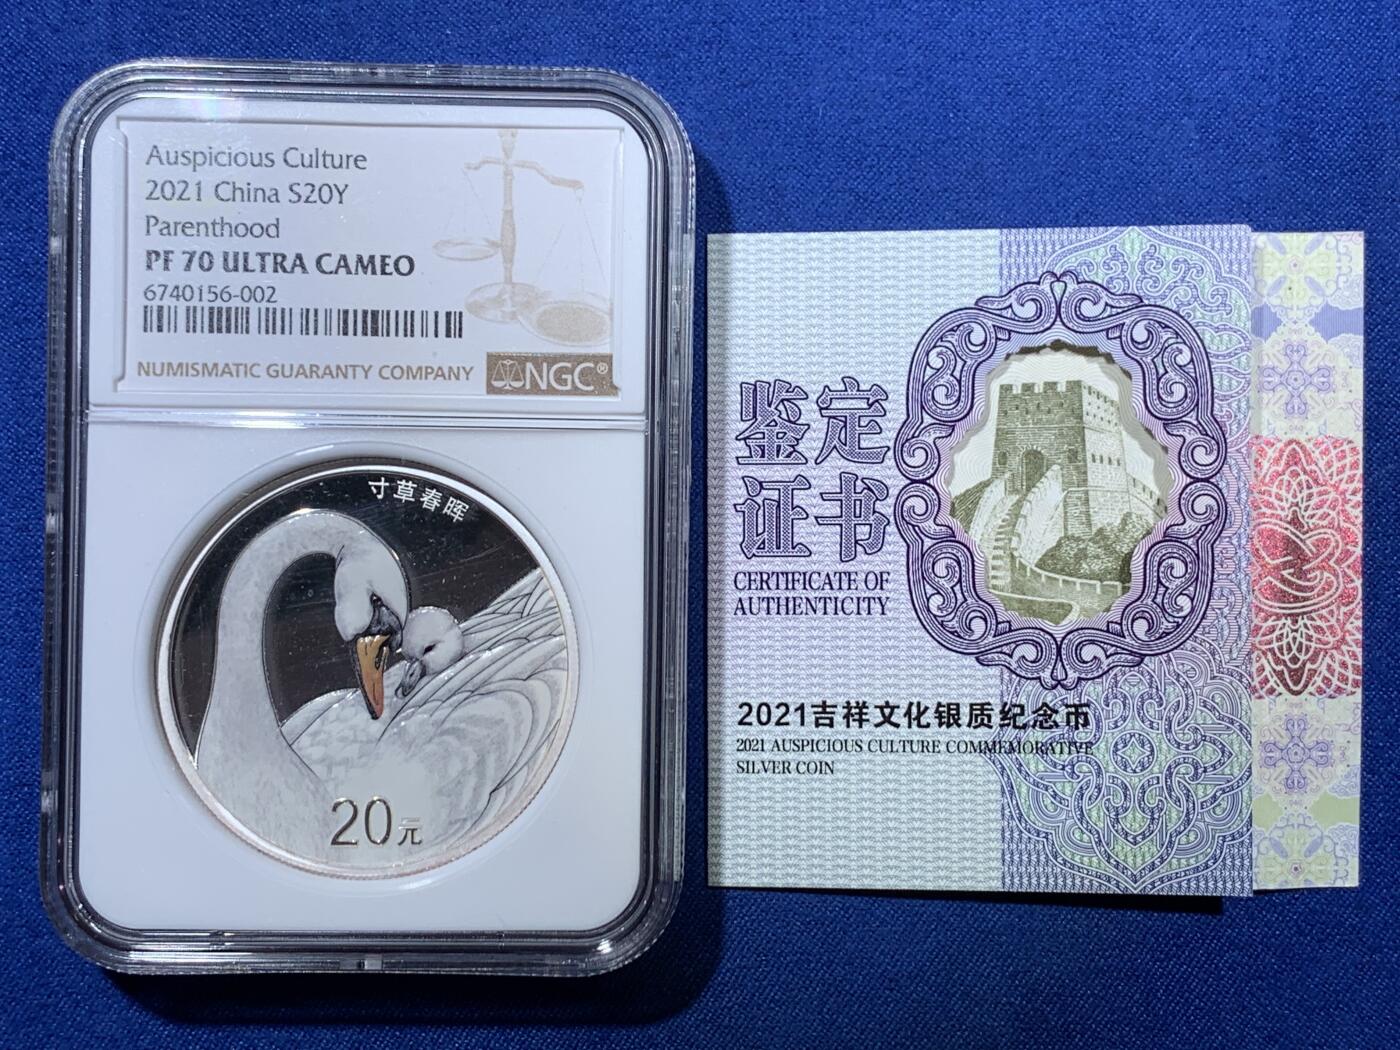 Auspicious Culture
2021 China S20Y
Parenthood
PF 70 ULTRA CAMEO
6740156-002
NUMISMATIC GUARANTY COMPANY
NGC®
寸草春晖
20元
鉴定
证书
CERTIFICATE OF
AUTHENTICITY
2021吉祥文化银质纪念币
2021 AUSPICIOUS CULTURE COMMEMORATIVE
SILVER COIN